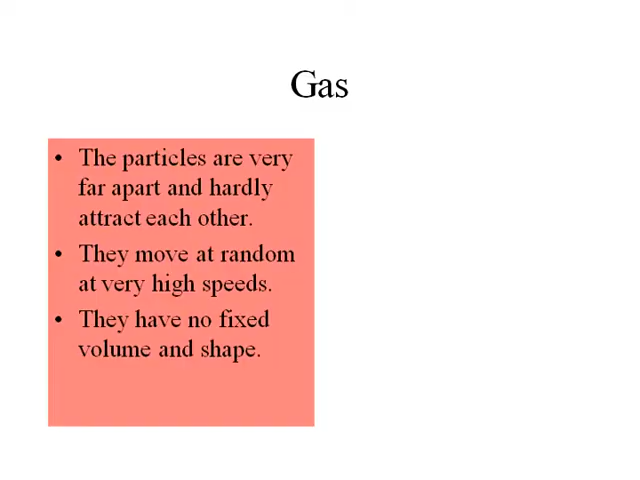 Gas
• The particles are very
far apart and hardly
attract each other.
• They move at random
at very high speeds.
• They have no fixed
volume and shape.